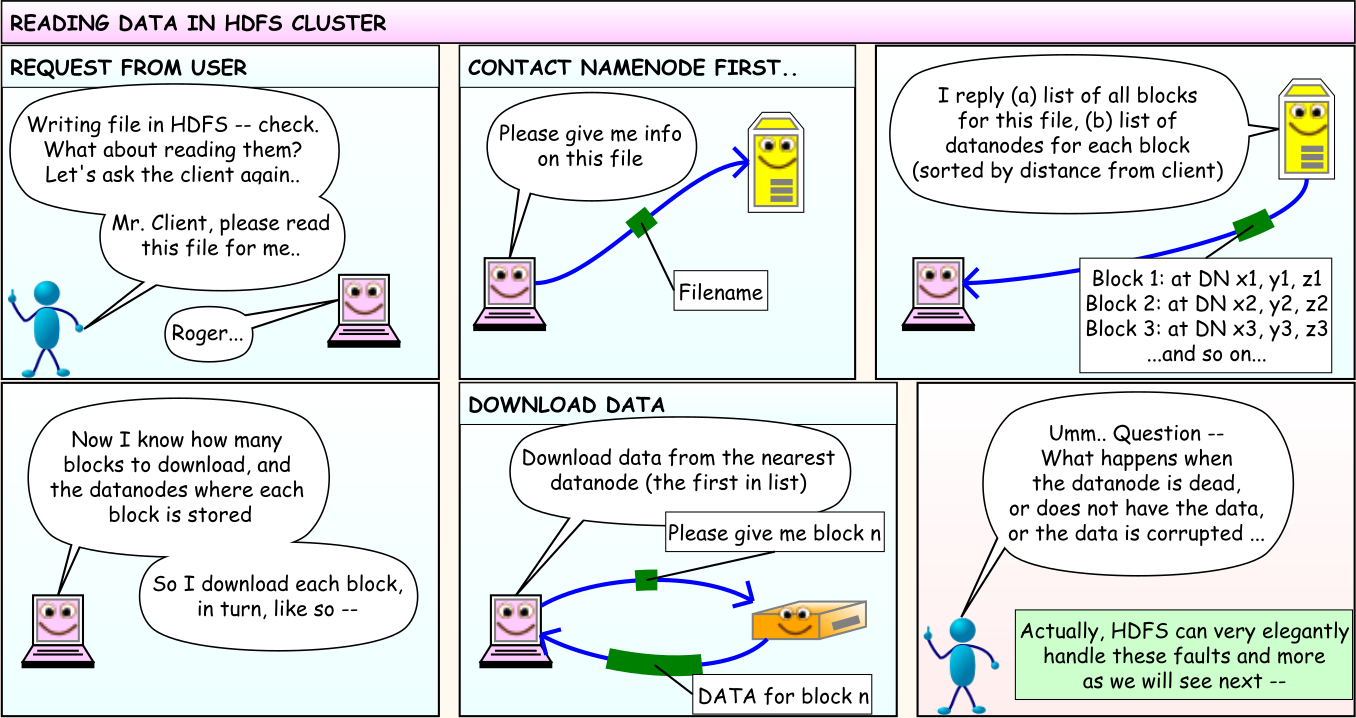 READING DATA IN HDFS CLUSTER
REQUEST FROM USER
Writing file in HDFS -- check.
What about reading them?
Let's ask the client again..
Mr. Client, please read
this file for me..
Roger...
CONTACT NAMENODE FIRST..
Please give me info
on this file
Filename
I reply (a) list of all blocks
for this file, (b) list of
datanodes for each block
(sorted by distance from client)
Block 1: at DN x1, y1, z1
Block 2: at DN x2, y2, z2
Block 3: at DN x3, y3, z3
...and so on...
Now I know how many
blocks to download, and
the datanodes where each
block is stored
So I download each block,
in turn, like so --
DOWNLOAD DATA
Download data from the nearest
datanode (the first in list)
Please give me block n
DATA for block n
Umm.. Question --
What happens when
the datanode is dead,
or does not have the data,
or the data is corrupted ...
Actually, HDFS can very elegantly
handle these faults and more
as we will see next --